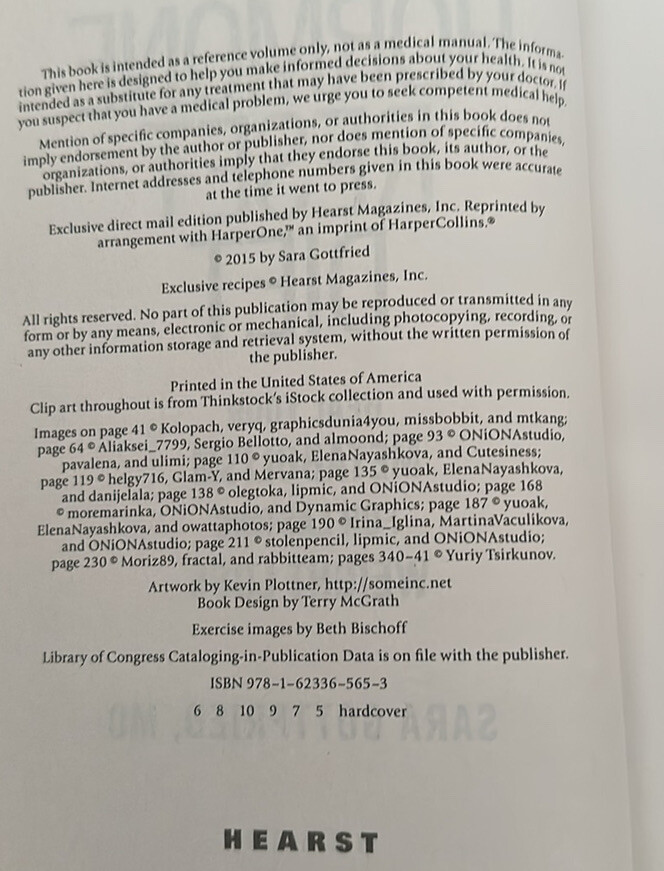 This book is intended as a reference volume only, not as a medical manual. The informa-
tion given here is designed to help you make informed decisions about your health. It is not
intended as a substitute for any treatment that may have been prescribed by your doctor. If
you suspect that you have a medical problem, we urge you to seek competent medical help.
Mention of specific companies, organizations, or authorities in this book does not
imply endorsement by the author or publisher, nor does mention of specific companies,
organizations, or authorities imply that they endorse this book, its author, or the
publisher. Internet addresses and telephone numbers given in this book were accurate
at the time it went to press.
Exclusive direct mail edition published by Hearst Magazines, Inc. Reprinted by
arrangement with HarperOne,™ an imprint of HarperCollins.®
© 2015 by Sara Gottfried
Exclusive recipes © Hearst Magazines, Inc.
All rights reserved. No part of this publication may be reproduced or transmitted in any
form or by any means, electronic or mechanical, including photocopying, recording, or
any other information storage and retrieval system, without the written permission of
the publisher.
Printed in the United States of America
Clip art throughout is from Thinkstock's iStock collection and used with permission.
Images on page 41 © Kolopach, veryq, graphicsdunia4you, missbobbit, and mtkang;
page 64 © Aliaksei_7799, Sergio Bellotto, and almoond; page 93 © ONiONAstudio,
pavalena, and ulimi; page 110 © yuoak, ElenaNayashkova, and Cutesiness;
page 119 © helgy716, Glam-Y, and Mervana; page 135 © yuoak, ElenaNayashkova,
and danijelala; page 138 © olegtoka, lipmic, and ONiONAstudio; page 168
© moremarinka, ONiONAstudio, and Dynamic Graphics; page 187 © yuoak,
ElenaNayashkova, and owattaphotos; page 190 © Irina_Iglina, MartinaVaculikova,
and ONiONAstudio; page 211 © stolenpencil, lipmic, and ONiONAstudio;
page 230 © Moriz89, fractal, and rabbitteam; pages 340–41 © Yuriy Tsirkunov.
Artwork by Kevin Plottner, http://someinc.net
Book Design by Terry McGrath
Exercise images by Beth Bischoff
Library of Congress Cataloging-in-Publication Data is on file with the publisher.
ISBN 978-1-62336-565-3
6 8 10 9 7 5 hardcover
HEARST